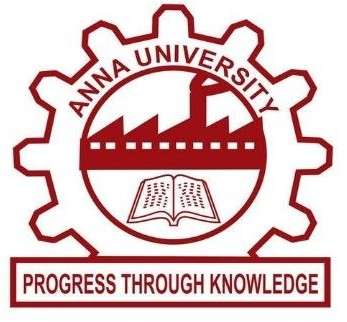 ANNA UNIVERSITY
PROGRESS THROUGH KNOWLEDGE